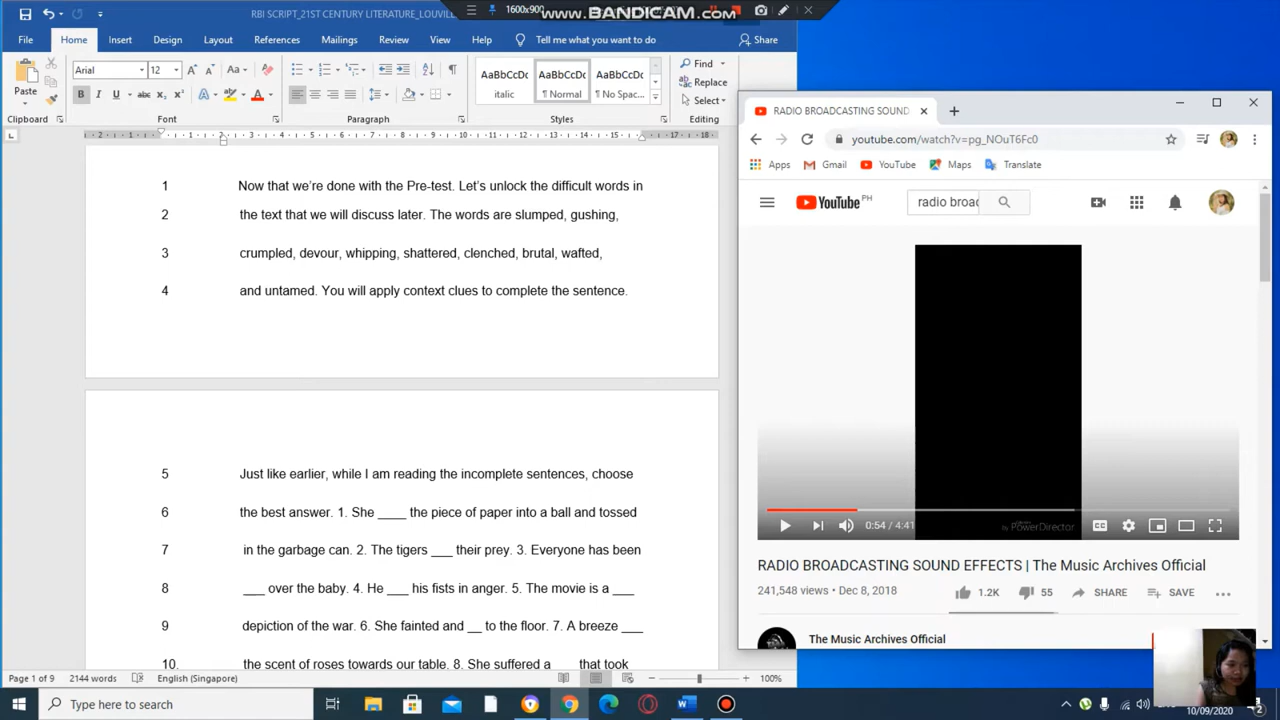 RBI SCRIPT_21ST CENTURY LITERATURE_LOUVILL
1600x900
www.BANDICAM.com
File Home Insert Design Layout References Mailings Review View Help Tell me what you want to do Share
Paste
Arial 12
AaBbCcDc AaBbCcDc AaBbCcDc
italic ¶ Normal ¶ No Spac...
Find
Replace
Select
Clipboard Font Paragraph Styles Editing
1 Now that we're done with the Pre-test. Let's unlock the difficult words in
2 the text that we will discuss later. The words are slumped, gushing,
3 crumpled, devour, whipping, shattered, clenched, brutal, wafted,
4 and untamed. You will apply context clues to complete the sentence.
5 Just like earlier, while I am reading the incomplete sentences, choose
6 the best answer. 1. She ____ the piece of paper into a ball and tossed
7 in the garbage can. 2. The tigers ___ their prey. 3. Everyone has been
8 ___ over the baby. 4. He ___ his fists in anger. 5. The movie is a ___
9 depiction of the war. 6. She fainted and __ to the floor. 7. A breeze ___
10. the scent of roses towards our table. 8. She suffered a ___ that took
Page 1 of 9 2144 words English (Singapore) 100%
RADIO BROADCASTING SOUND
youtube.com/watch?v=pg_NOuT6Fc0
Apps Gmail YouTube Maps Translate
YouTube PH
radio broad
0:54 / 4:41
by PowerDirector
RADIO BROADCASTING SOUND EFFECTS | The Music Archives Official
241,548 views • Dec 8, 2018 1.2K 55 SHARE SAVE
The Music Archives Official
Type here to search
10/09/2020